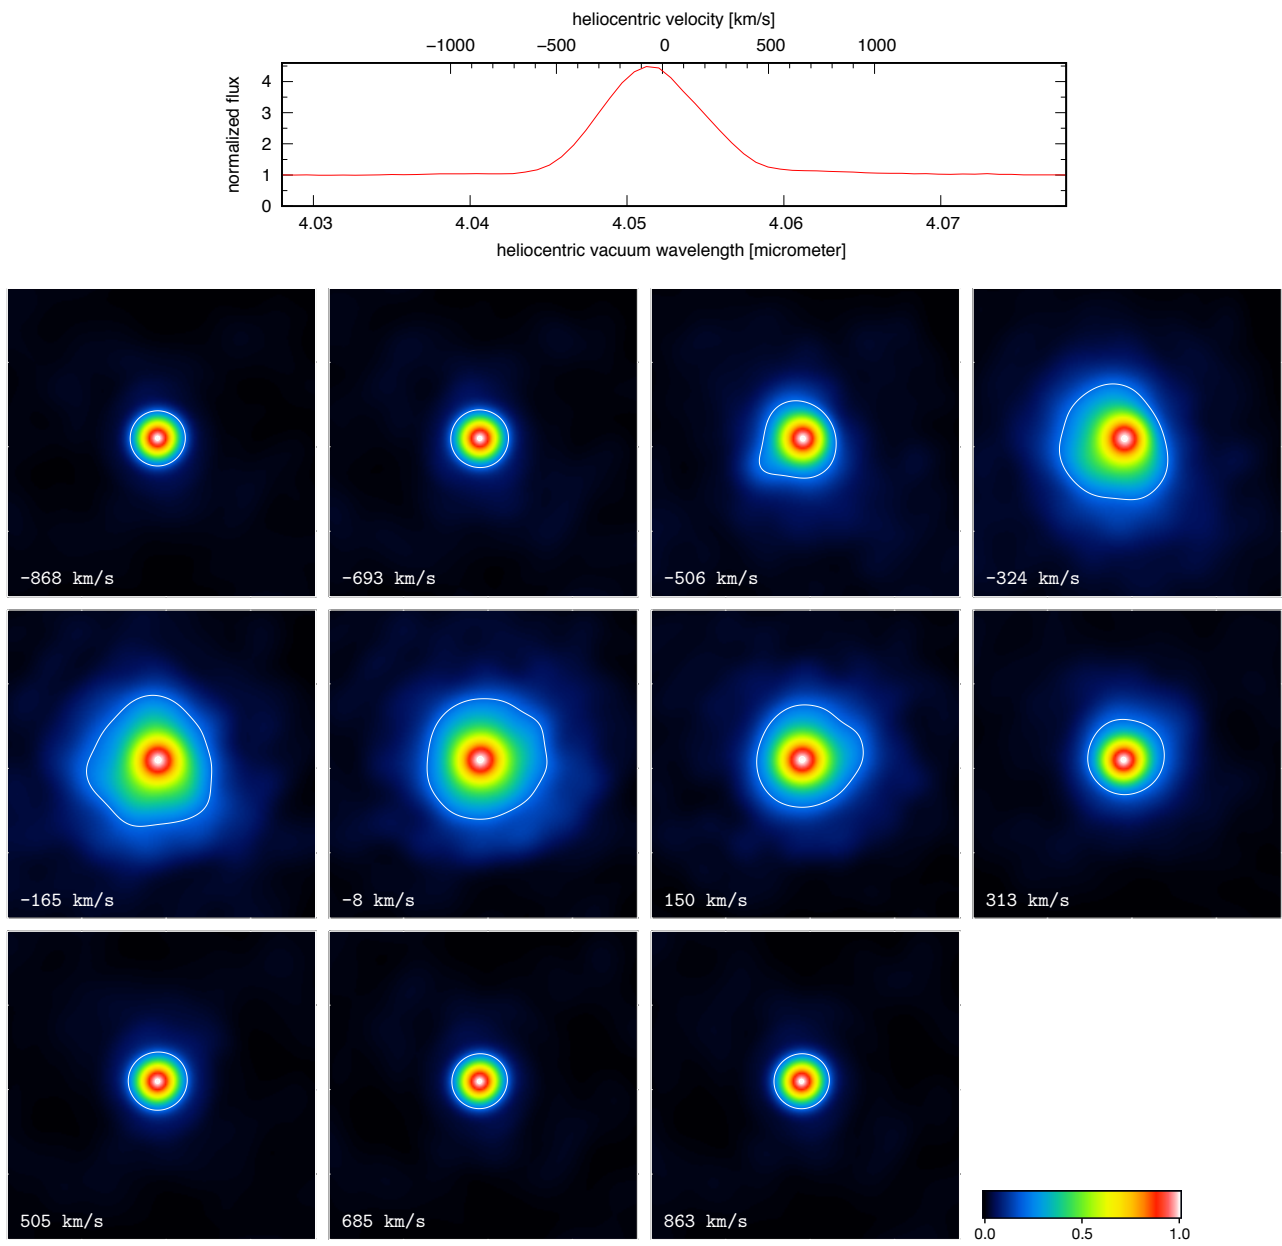 heliocentric velocity [km/s]
−1000 −500 0 500 1000
normalized flux
4
3
2
1
0
4.03 4.04 4.05 4.06 4.07
heliocentric vacuum wavelength [micrometer]
-868 km/s -693 km/s -506 km/s -324 km/s
-165 km/s -8 km/s 150 km/s 313 km/s
505 km/s 685 km/s 863 km/s
0.0 0.5 1.0